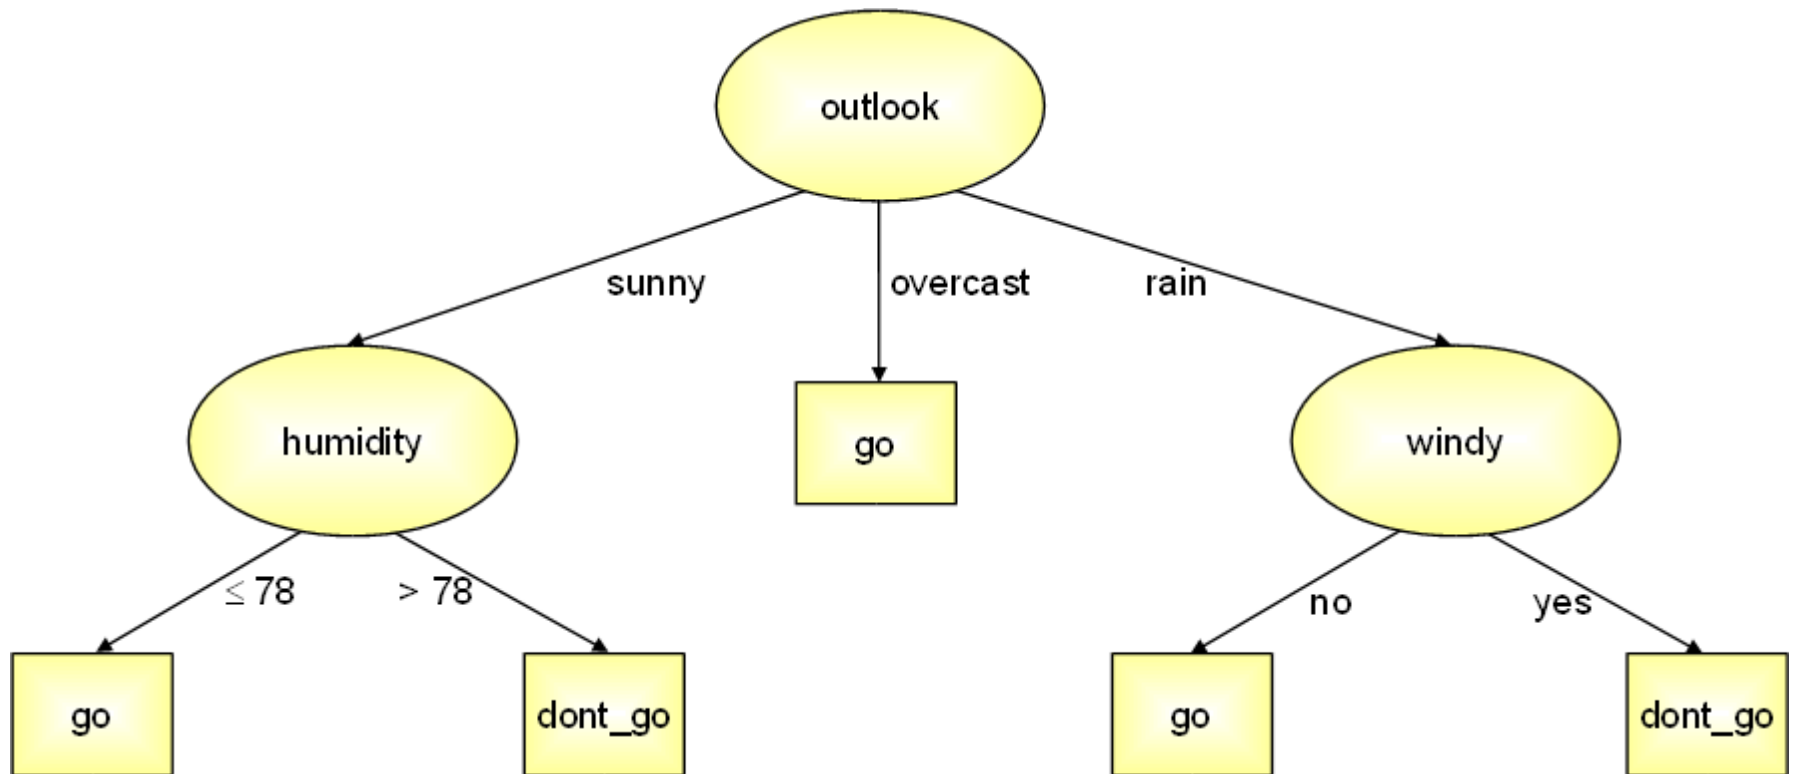 outlook
sunny
overcast
rain
humidity
go
windy
≤ 78
> 78
no
yes
go
dont_go
go
dont_go